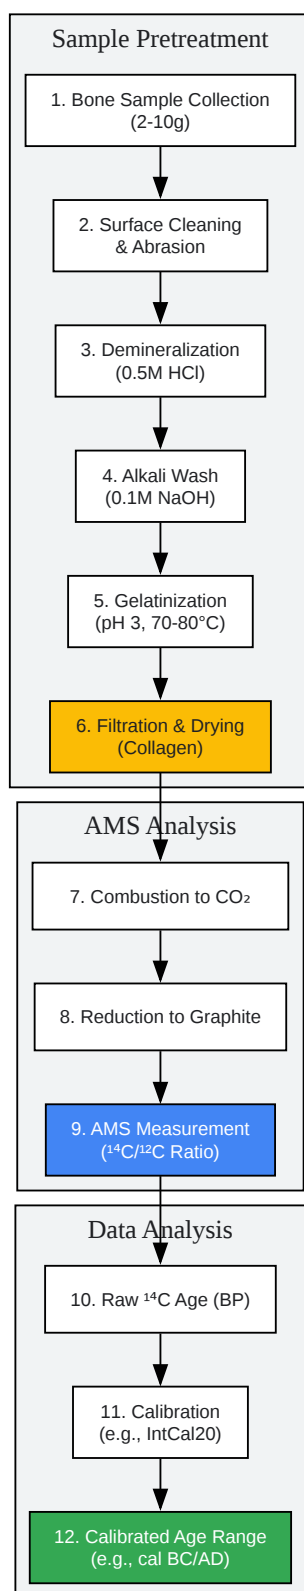 Sample Pretreatment
1. Bone Sample Collection
(2-10g)
2. Surface Cleaning
& Abrasion
3. Demineralization
(0.5M HCl)
4. Alkali Wash
(0.1M NaOH)
5. Gelatinization
(pH 3, 70-80°C)
6. Filtration & Drying
(Collagen)
AMS Analysis
7. Combustion to CO₂
8. Reduction to Graphite
9. AMS Measurement
(¹⁴C/¹²C Ratio)
Data Analysis
10. Raw ¹⁴C Age (BP)
11. Calibration
(e.g., IntCal20)
12. Calibrated Age Range
(e.g., cal BC/AD)